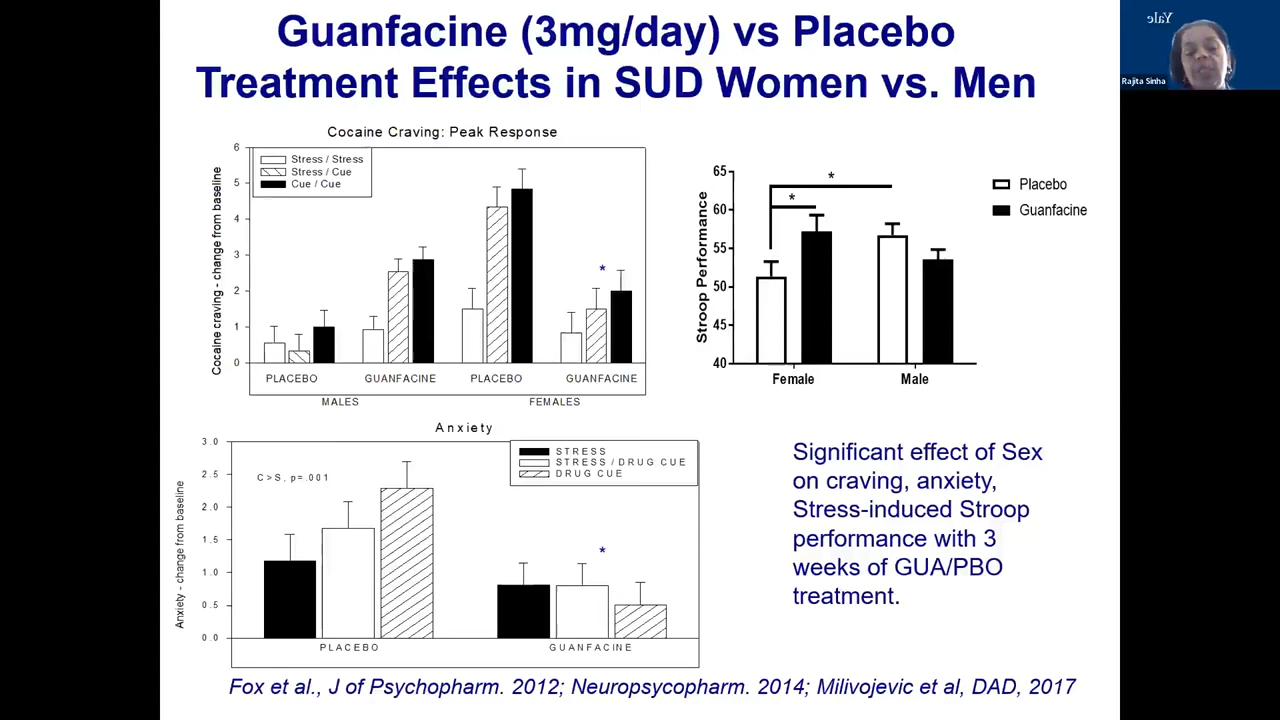 Guanfacine (3mg/day) vs Placebo
Treatment Effects in SUD Women vs. Men
Yale
Rajita Sinha
Cocaine Craving: Peak Response
Cocaine craving - change from baseline
6
5
4
3
2
1
0
Stress / Stress
Stress / Cue
Cue / Cue
*
PLACEBO GUANFACINE PLACEBO GUANFACINE
MALES FEMALES
Stroop Performance
65
60
55
50
45
40
*
*
Placebo
Guanfacine
Female Male
Anxiety
Anxiety - change from baseline
3.0
2.5
2.0
1.5
1.0
0.5
0.0
C>S, p=.001
STRESS
STRESS / DRUG CUE
DRUG CUE
*
PLACEBO GUANFACINE
Significant effect of Sex
on craving, anxiety,
Stress-induced Stroop
performance with 3
weeks of GUA/PBO
treatment.
Fox et al., J of Psychopharm. 2012; Neuropsycopharm. 2014; Milivojevic et al, DAD, 2017